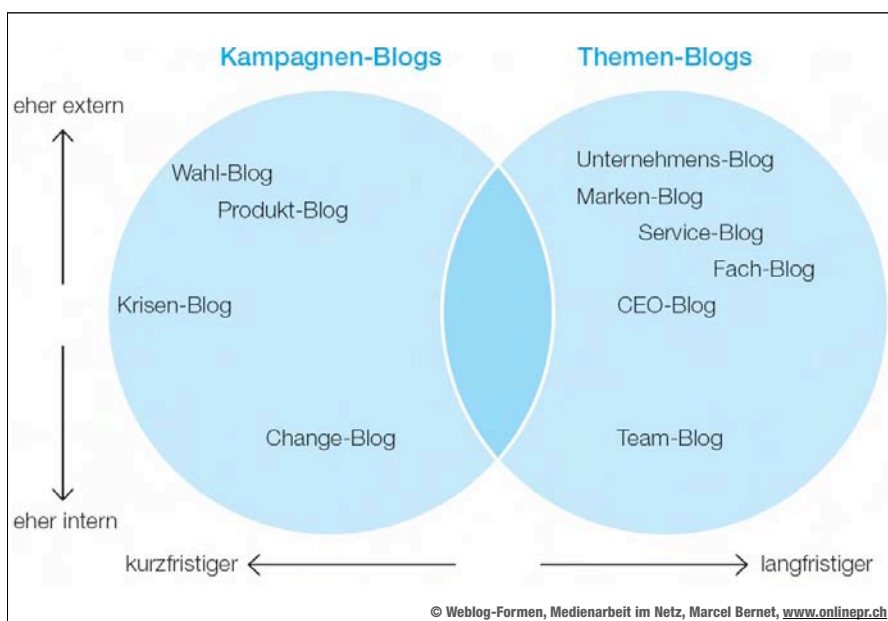 Kampagnen-Blogs
Themen-Blogs
eher extern
Wahl-Blog
Produkt-Blog
Krisen-Blog
Change-Blog
Unternehmens-Blog
Marken-Blog
Service-Blog
Fach-Blog
CEO-Blog
Team-Blog
eher intern
kurzfristiger
langfristiger
© Weblog-Formen, Medienarbeit im Netz, Marcel Bernet, www.onlinepr.ch